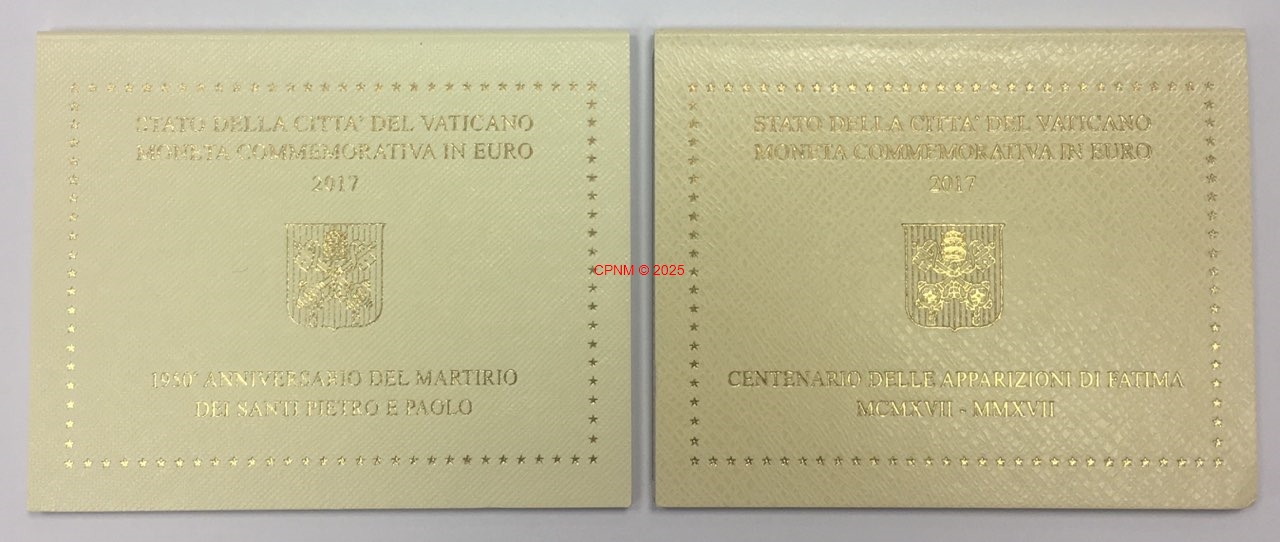 STATO DELLA CITTA' DEL VATICANO
MONETA COMMEMORATIVA IN EURO
2017
1950° ANNIVERSARIO DEL MARTIRIO
DEI SANTI PIETRO E PAOLO
STATO DELLA CITTA' DEL VATICANO
MONETA COMMEMORATIVA IN EURO
2017
CENTENARIO DELLE APPARIZIONI DI FATIMA
MCMXVII - MMXVII
CPNM © 2025